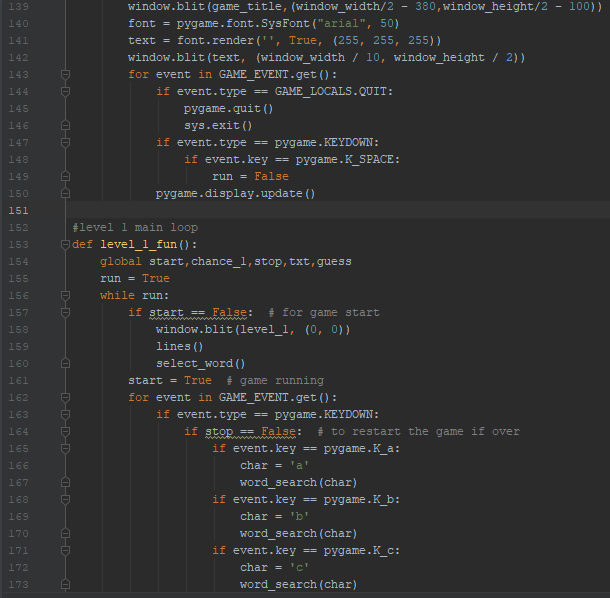 139 window.blit(game_title,(window_width/2 - 380,window_height/2 - 100))
140 font = pygame.font.SysFont("arial", 50)
141 text = font.render('', True, (255, 255, 255))
142 window.blit(text, (window_width / 10, window_height / 2))
143 for event in GAME_EVENT.get():
144 if event.type == GAME_LOCALS.QUIT:
145 pygame.quit()
146 sys.exit()
147 if event.type == pygame.KEYDOWN:
148 if event.key == pygame.K_SPACE:
149 run = False
150 pygame.display.update()
151
152 #level 1 main loop
153 def level_1_fun():
154 global start,chance_1,stop,txt,guess
155 run = True
156 while run:
157 if start == False:  # for game start
158 window.blit(level_1, (0, 0))
159 lines()
160 select_word()
161 start = True  # game running
162 for event in GAME_EVENT.get():
163 if event.type == pygame.KEYDOWN:
164 if stop == False:  # to restart the game if over
165 if event.key == pygame.K_a:
166 char = 'a'
167 word_search(char)
168 if event.key == pygame.K_b:
169 char = 'b'
170 word_search(char)
171 if event.key == pygame.K_c:
172 char = 'c'
173 word_search(char)